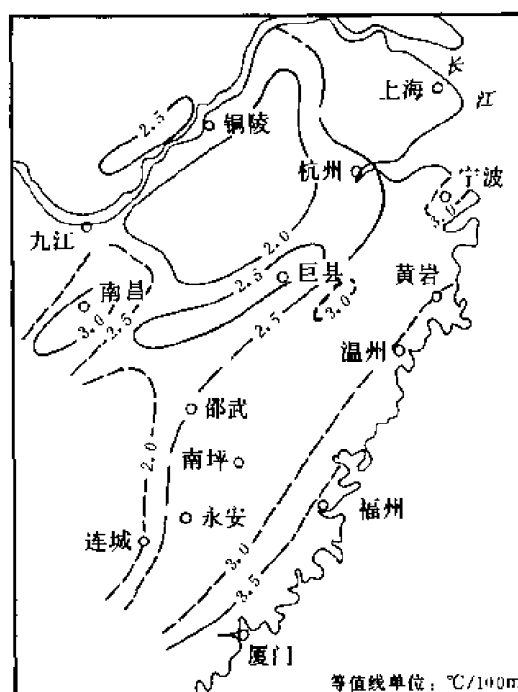 长
上海
江
2.5
铜陵
杭州
宁波
3.0
九江
2.0
巨县
2.5
黄岩
南昌
3.0
2.5
3.0
2.5
温州
邵武
2.0
南坪
永安
福州
连城
3.0
3.5
厦门
等值线单位：℃/100m